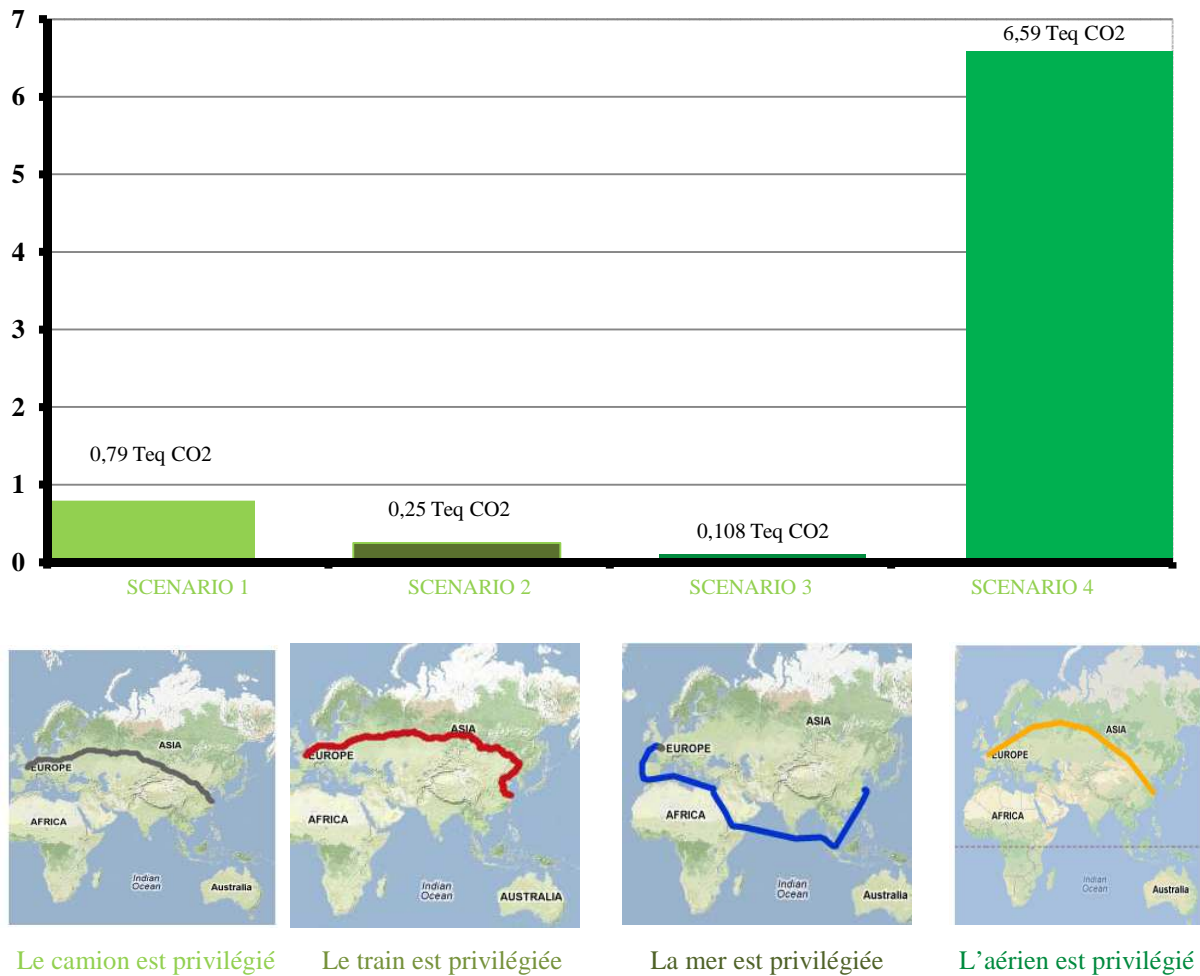 7
6,59 Teq CO2
6
5
4
3
2
0,79 Teq CO2
1
0,25 Teq CO2
0,108 Teq CO2
0
SCENARIO 1 SCENARIO 2 SCENARIO 3 SCENARIO 4
ASIA
EUROPE
AFRICA
Indian
Ocean
Australia
ASIA
EUROPE
AFRICA
Indian
Ocean
AUSTRALIA
ASIA
EUROPE
AFRICA
Indian
Ocean
AUSTRALIA
ASIA
EUROPE
AFRICA
Indian
Ocean
Australia
Le camion est privilégié Le train est privilégiée La mer est privilégiée L'aérien est privilégié